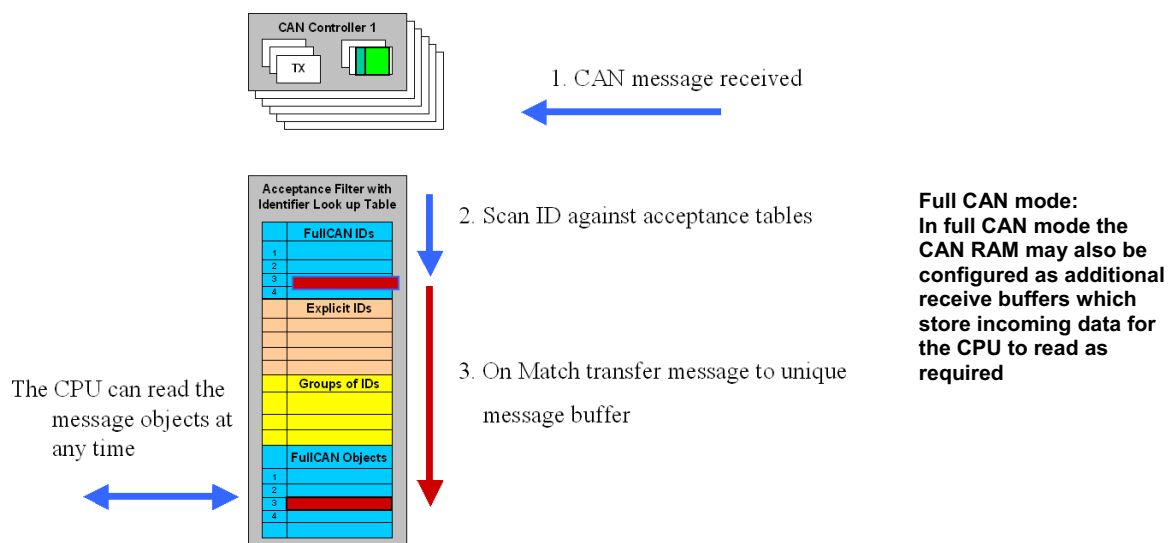 CAN Controller 1
TX
1. CAN message received
Acceptance Filter with
Identifier Look up Table
FullCAN IDs
1
2
3
4
Explicit IDs
Groups of IDs
FullCAN Objects
1
2
3
4
2. Scan ID against acceptance tables
3. On Match transfer message to unique
message buffer
The CPU can read the
message objects at
any time
Full CAN mode:
In full CAN mode the
CAN RAM may also be
configured as additional
receive buffers which
store incoming data for
the CPU to read as
required